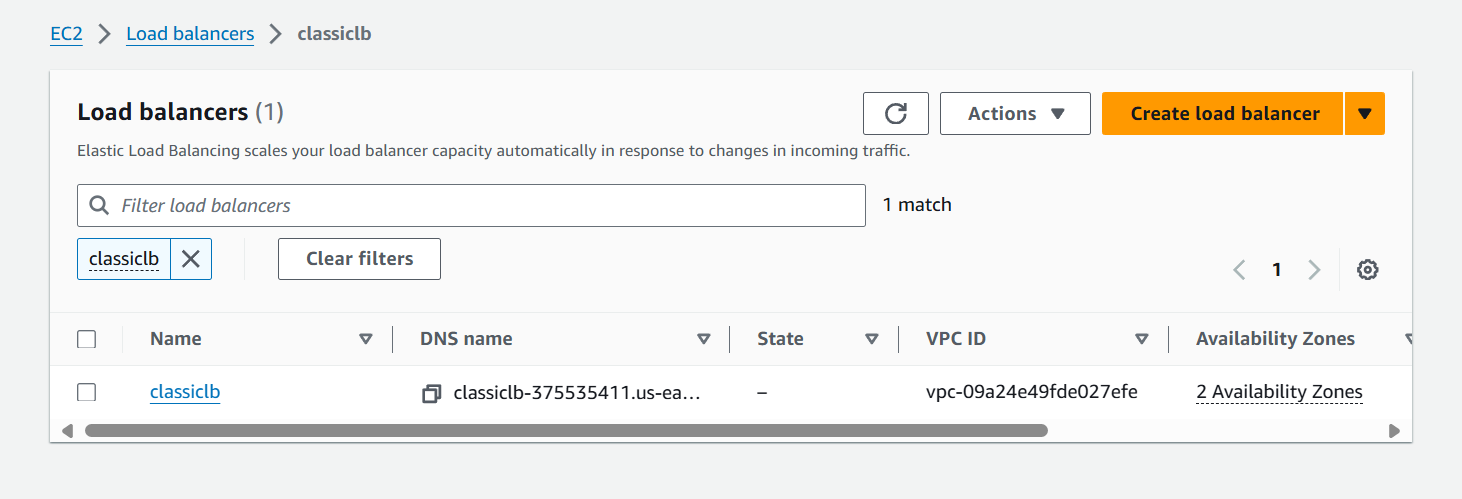 EC2 > Load balancers > classiclb
Load balancers (1)
Actions
Create load balancer
Elastic Load Balancing scales your load balancer capacity automatically in response to changes in incoming traffic.
Filter load balancers
1 match
classiclb
Clear filters
1
Name DNS name State VPC ID Availability Zones
classiclb classiclb-375535411.us-ea... – vpc-09a24e49fde027efe 2 Availability Zones